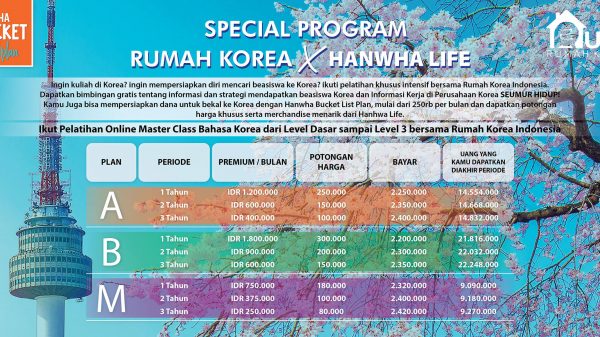 CKET
SPECIAL PROGRAM
RUMAH KOREA X HANWHA LIFE
Ingin kuliah di Korea? ingin mempersiapkan diri mencari beasiswa ke Korea? Ikuti pelatihan khusus intensif bersama Rumah Korea Indonesia.
Dapatkan bimbingan gratis tentang informasi dan strategi mendapatkan beasiswa Korea dan Informasi Kerja di Perusahaan Korea SEUMUR HIDUP!
Kamu Juga bisa mempersiapkan dana untuk bekal ke Korea dengan Hanwha Bucket List Plan, mulai dari 250rb per bulan dan dapatkan potongan
harga khusus serta merchandise menarik dari Hanhwa Life.
Ikut Pelatihan Online Master Class Bahasa Korea dari Level Dasar sampai Level 3 bersama Rumah Korea Indonesia
PLAN PERIODE PREMIUM / BULAN POTONGAN HARGA BAYAR UANG YANG KAMU DAPATKAN DIAKHIR PERIODE
A
1 Tahun IDR 1.200.000 250.000 2.250.000 14.554.000
2 Tahun IDR 600.000 150.000 2.350.000 14.668.000
3 Tahun IDR 400.000 100.000 2.400.000 14.832.000
B
1 Tahun IDR 1.800.000 300.000 2.200.000 21.816.000
2 Tahun IDR 900.000 200.000 2.300.000 22.032.000
3 Tahun IDR 600.000 150.000 2.350.000 22.248.000
M
1 Tahun IDR 750.000 180.000 2.320.000 9.090.000
2 Tahun IDR 375.000 100.000 2.400.000 9.180.000
3 Tahun IDR 250.000 80.000 2.420.000 9.270.000